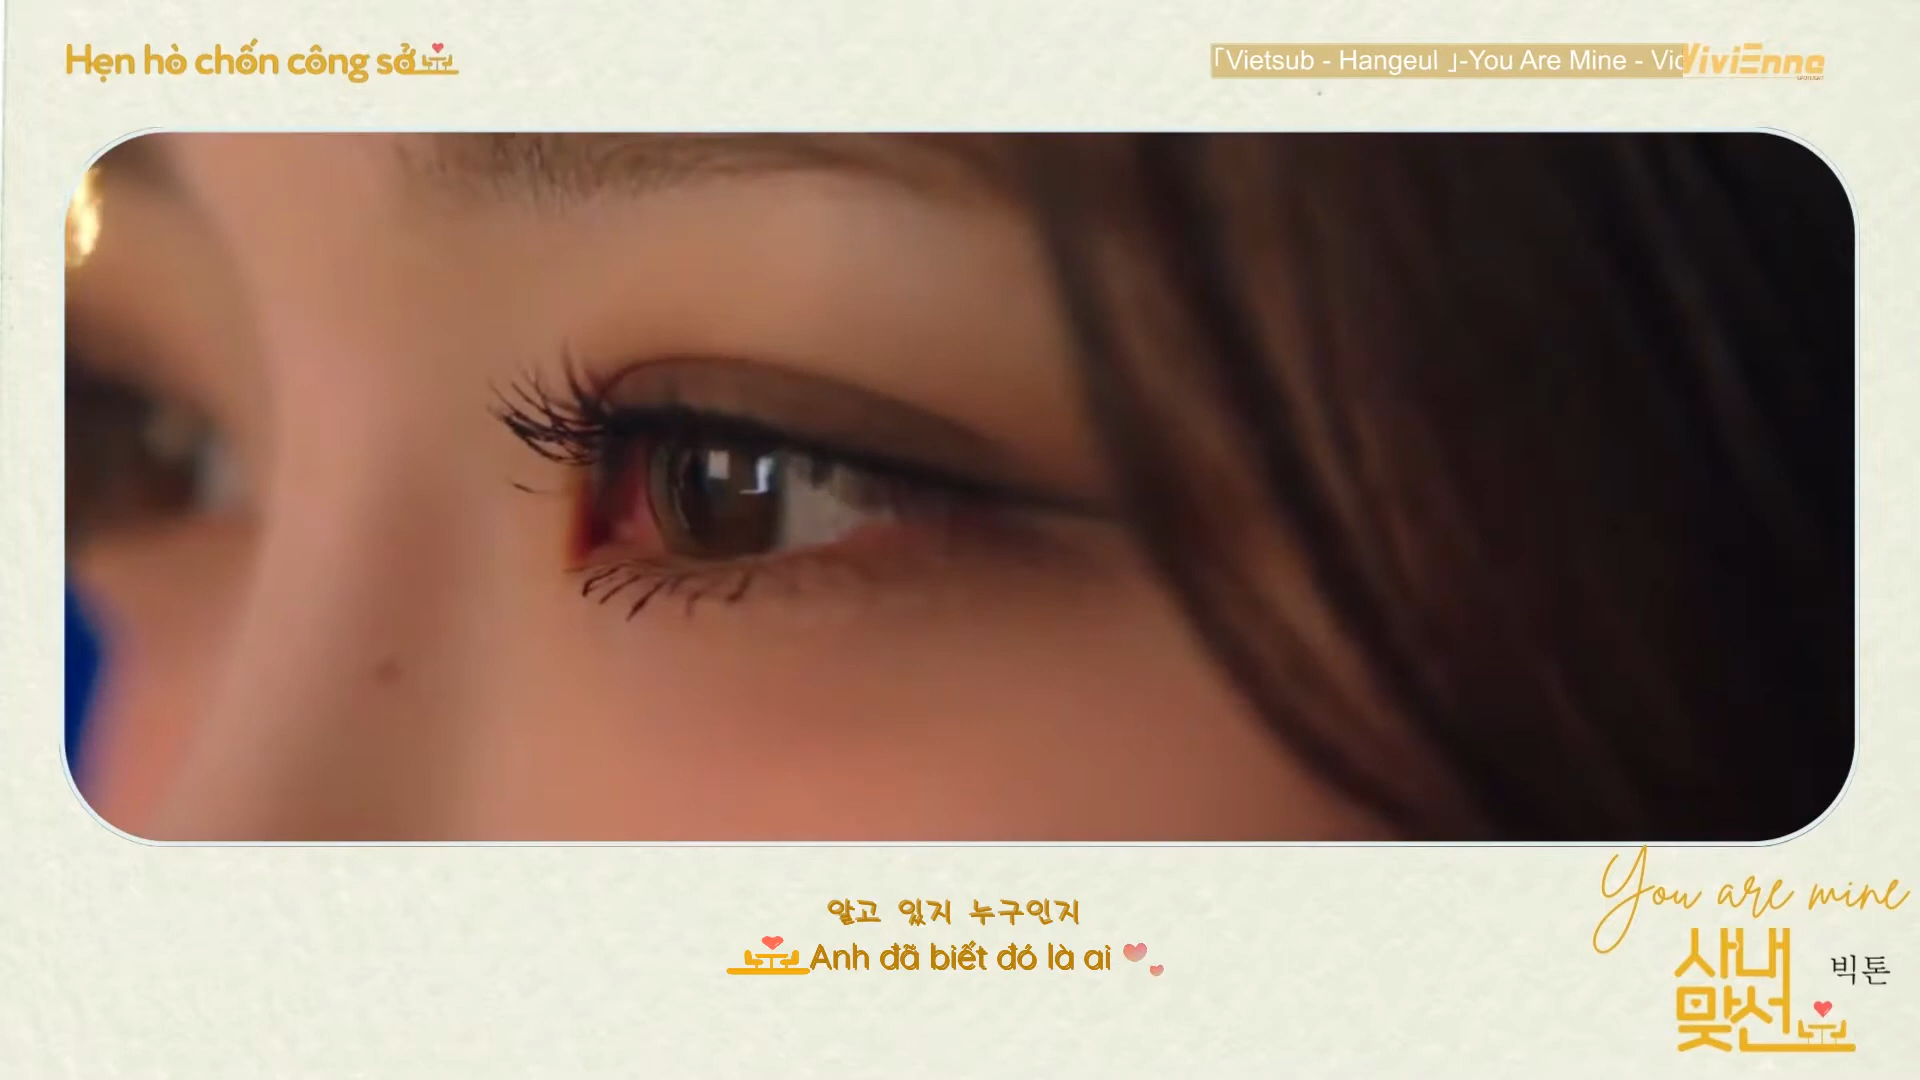 Hẹn hò chốn công sở
「Vietsub - Hangeul 」-You Are Mine - Vic
ViviEnne
알고 있지 누구인지
Anh đã biết đó là ai
You are mine
사내
빅톤
맞선